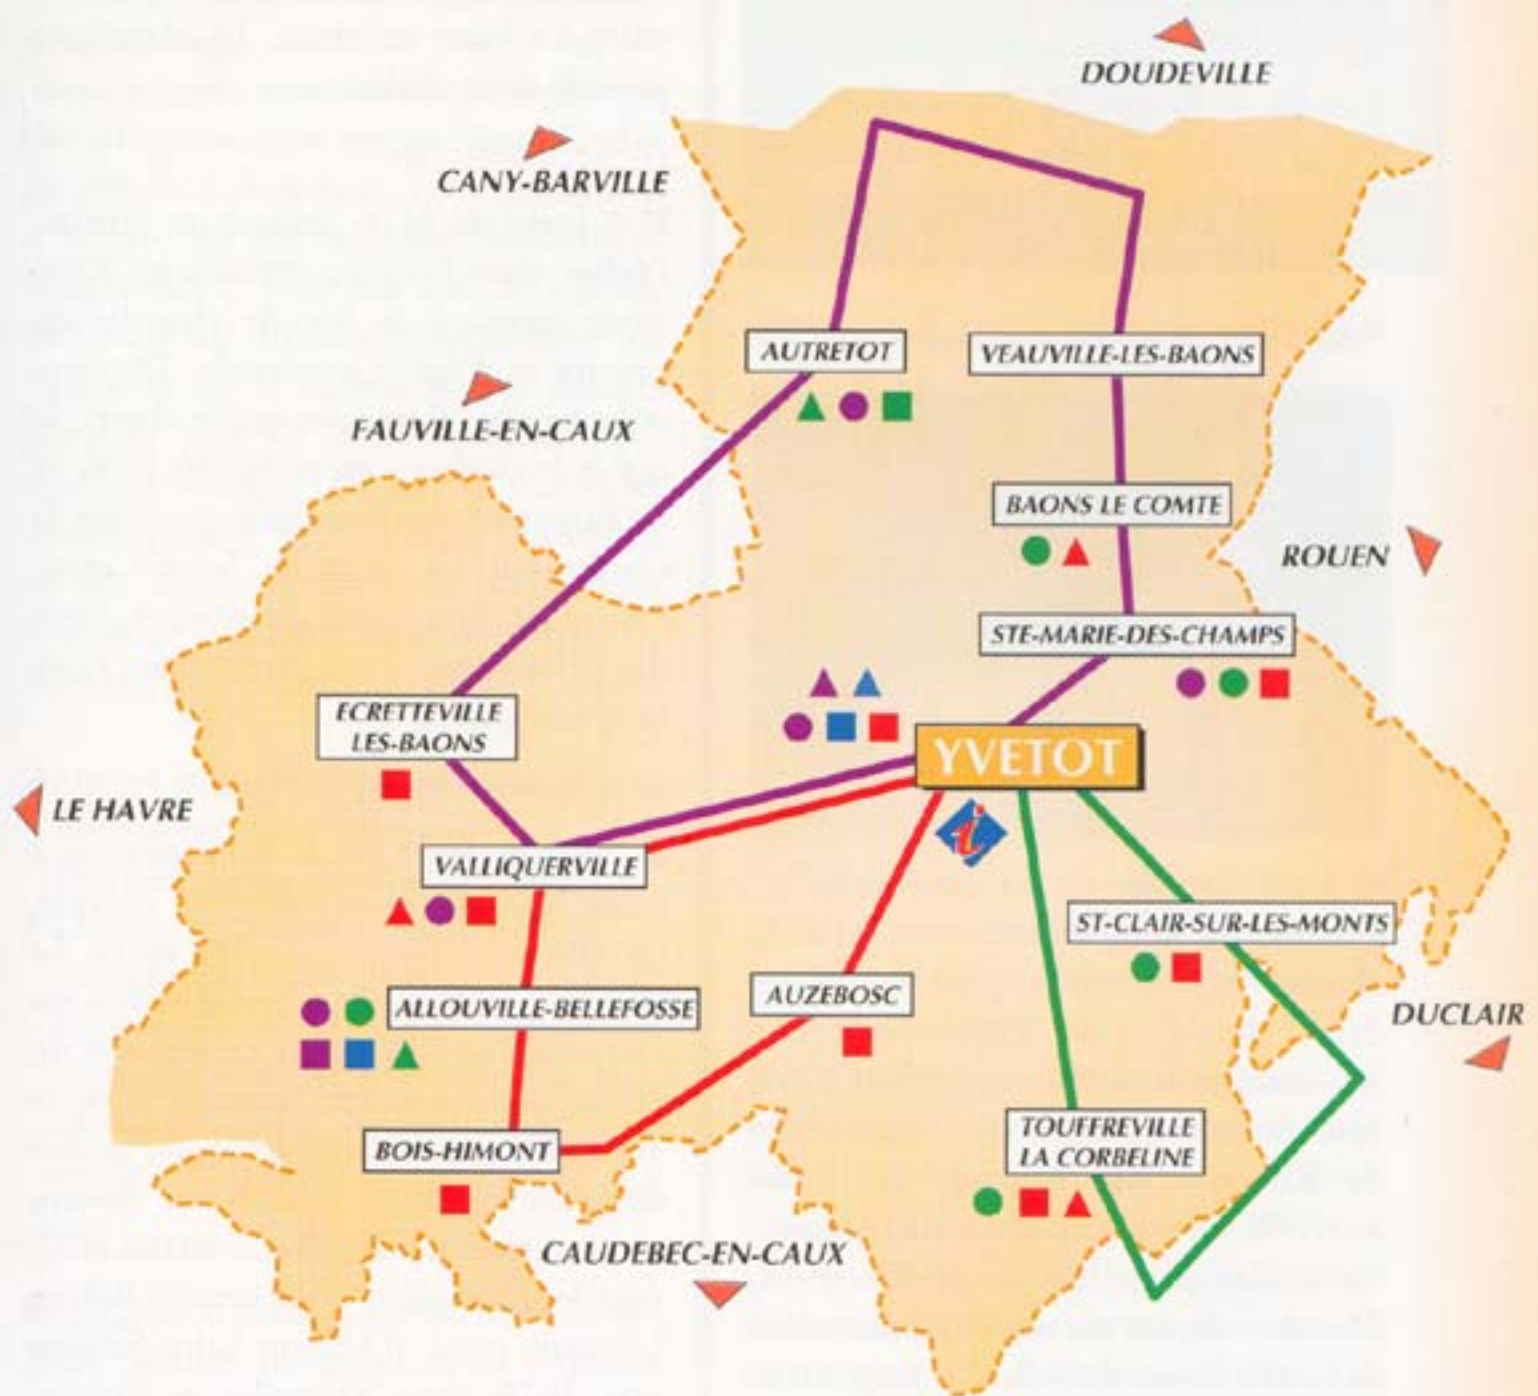 DOUDEVILLE
CANY-BARVILLE
AUTRETOT
VEAUVILLE-LES-BAONS
FAUVILLE-EN-CAUX
BAONS LE COMTE
ROUEN
STE-MARIE-DES-CHAMPS
ECRETTEVILLE
LES-BAONS
YVETOT
LE HAVRE
i
VALLIQUERVILLE
ST-CLAIR-SUR-LES-MONTS
ALLOUVILLE-BELLEFOSSE
AUZEBOSC
DUCLAIR
TOUFFREVILLE
LA CORBELINE
BOIS-HIMONT
CAUDEBEC-EN-CAUX